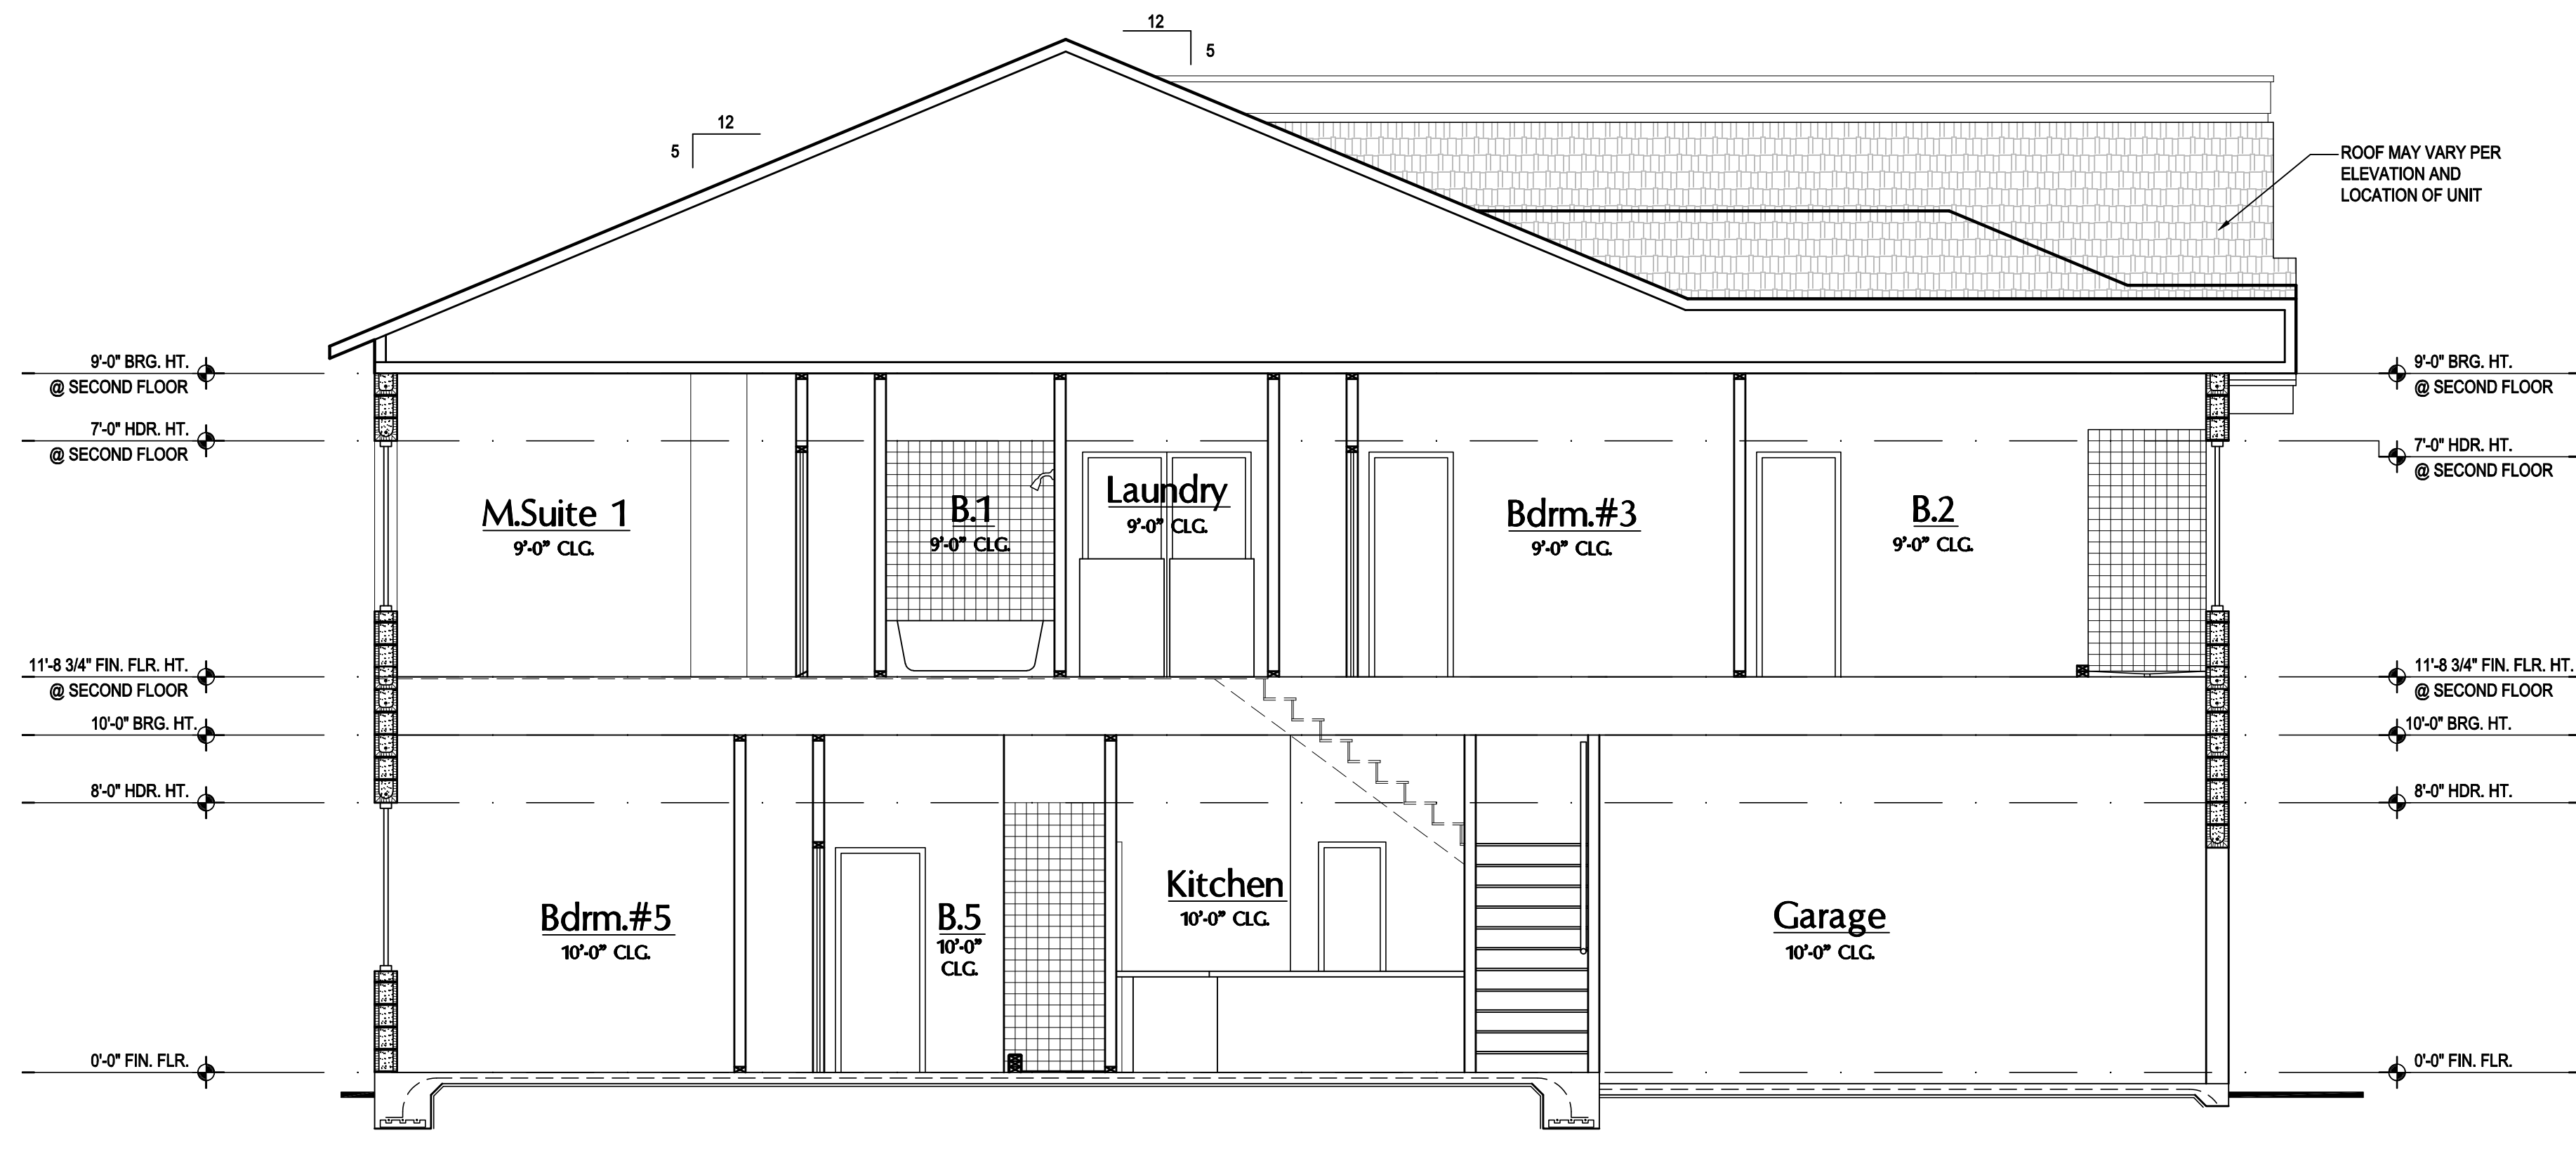 12
5
12
5
ROOF MAY VARY PER
ELEVATION AND
LOCATION OF UNIT
9'-0" BRG. HT.
@ SECOND FLOOR
9'-0" BRG. HT.
@ SECOND FLOOR
7'-0" HDR. HT.
@ SECOND FLOOR
7'-0" HDR. HT.
@ SECOND FLOOR
M.Suite 1
9'-0" CLG.
B.1
9'-0" CLG.
Laundry
9'-0" CLG.
Bdrm.#3
9'-0" CLG.
B.2
9'-0" CLG.
11'-8 3/4" FIN. FLR. HT.
@ SECOND FLOOR
11'-8 3/4" FIN. FLR. HT.
@ SECOND FLOOR
10'-0" BRG. HT.
10'-0" BRG. HT.
8'-0" HDR. HT.
8'-0" HDR. HT.
Bdrm.#5
10'-0" CLG.
B.5
10'-0"
CLG.
Kitchen
10'-0" CLG.
Garage
10'-0" CLG.
0'-0" FIN. FLR.
0'-0" FIN. FLR.